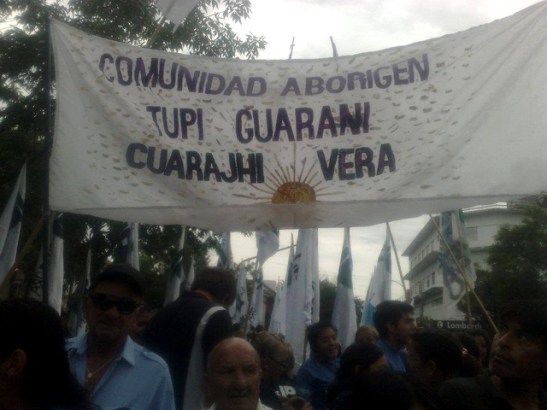 COMUNIDAD ABORIGEN
TUPI GUARANI
CUARAJHI VERA